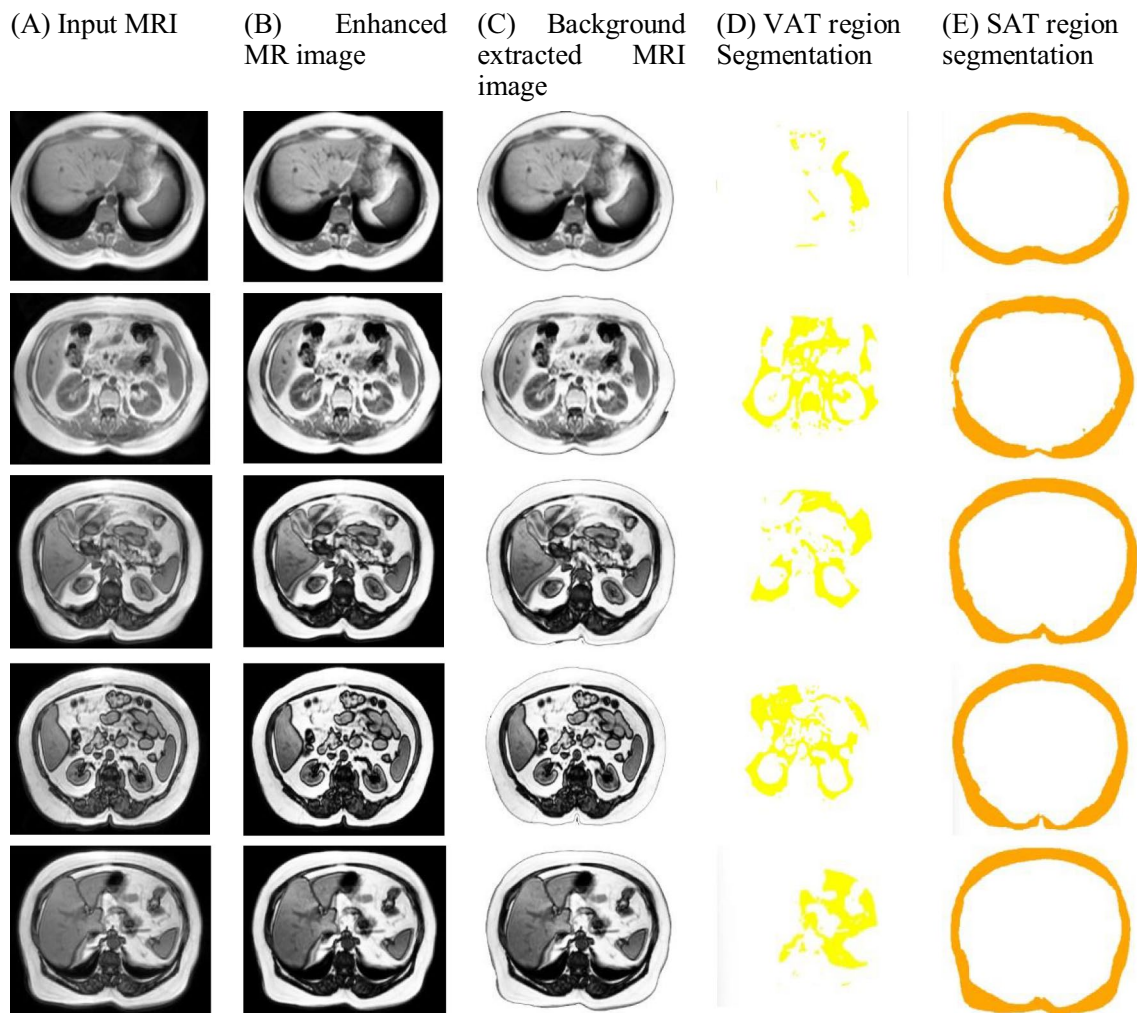 (A) Input MRI
(B) Enhanced
MR image
(C) Background
extracted MRI
image
(D) VAT region
Segmentation
(E) SAT region
segmentation